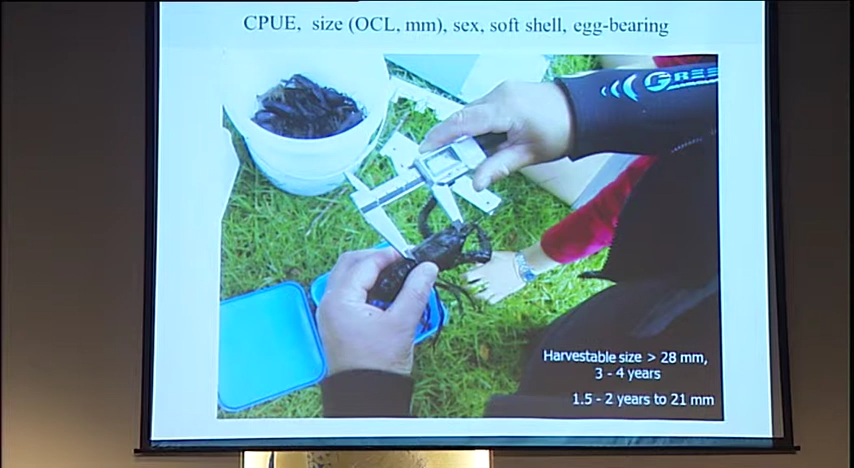 CPUE, size (OCL, mm), sex, soft shell, egg-bearing
Harvestable size > 28 mm,
3 - 4 years
1.5 - 2 years to 21 mm